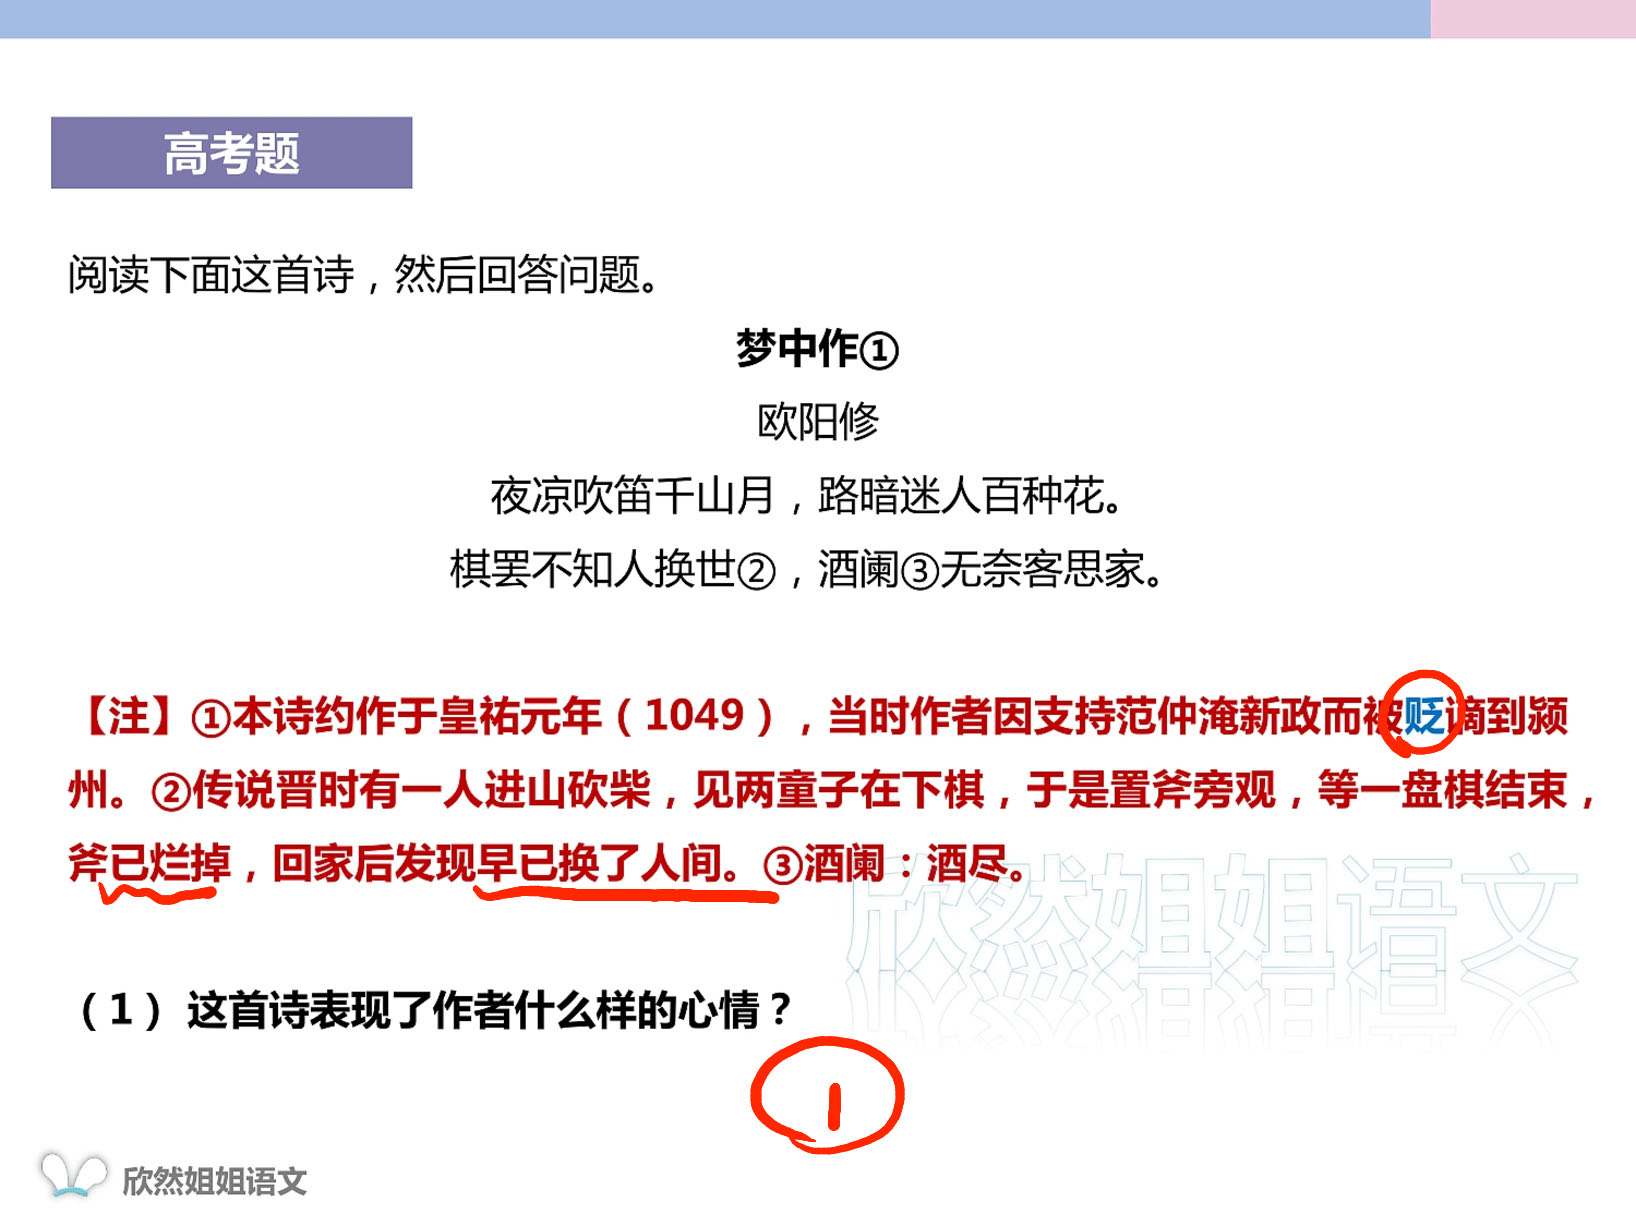 高考题
阅读下面这首诗，然后回答问题。
梦中作①
欧阳修
夜凉吹笛千山月，路暗迷人百种花。
棋罢不知人换世②，酒阑③无奈客思家。
【注】①本诗约作于皇祐元年（1049），当时作者因支持范仲淹新政而被贬谪到颍
州。②传说晋时有一人进山砍柴，见两童子在下棋，于是置斧旁观，等一盘棋结束，
斧已烂掉，回家后发现早已换了人间。③酒阑：酒尽。
欣然姐姐语文
（1） 这首诗表现了作者什么样的心情？
1
欣然姐姐语文